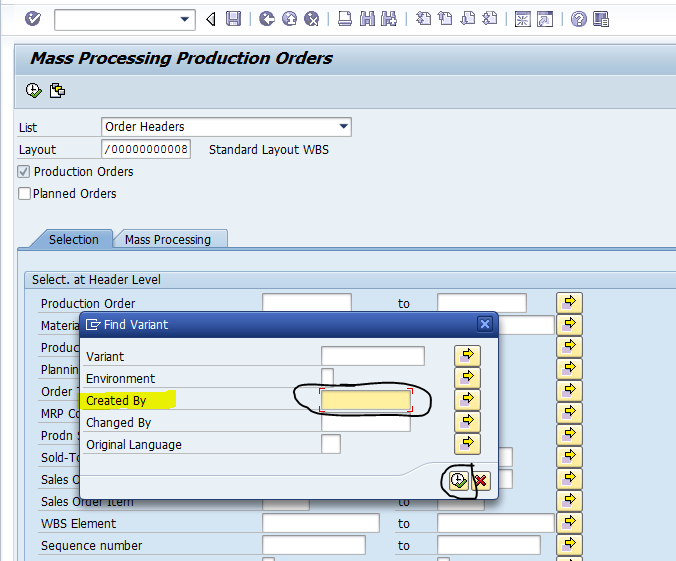 Mass Processing Production Orders
List Order Headers
Layout /00000000008 Standard Layout WBS
Production Orders
Planned Orders
Selection Mass Processing
Select. at Header Level
Production Order to
Materia
Find Variant
Produc
Variant
Plannin
Environment
Order T
Created By
MRP Co
Changed By
Prodn S
Original Language
Sold-To
Sales O
Sales Order Item to
WBS Element to
Sequence number to